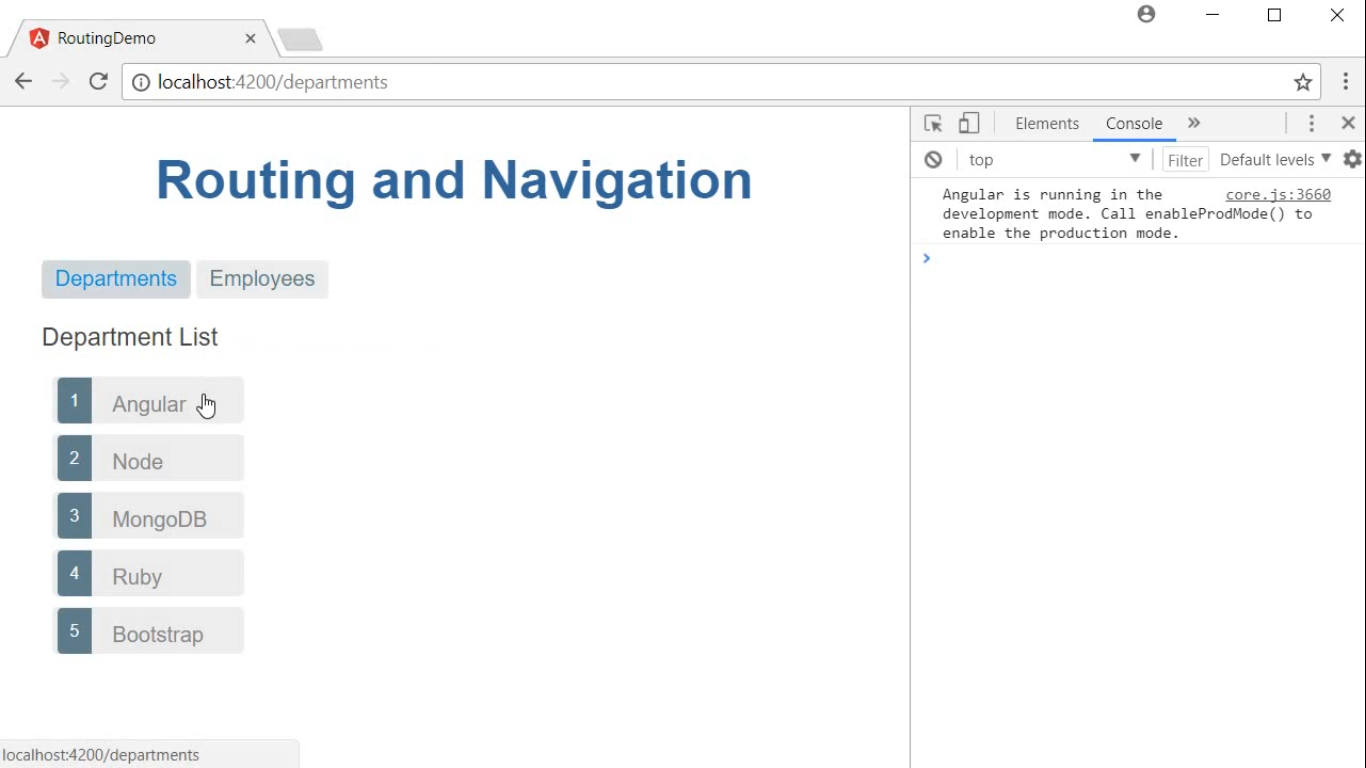 RoutingDemo
localhost:4200/departments
Routing and Navigation
Departments Employees
Department List
1 Angular
2 Node
3 MongoDB
4 Ruby
5 Bootstrap
localhost:4200/departments
Elements Console »
top Filter Default levels
Angular is running in the core.js:3660
development mode. Call enableProdMode() to
enable the production mode.